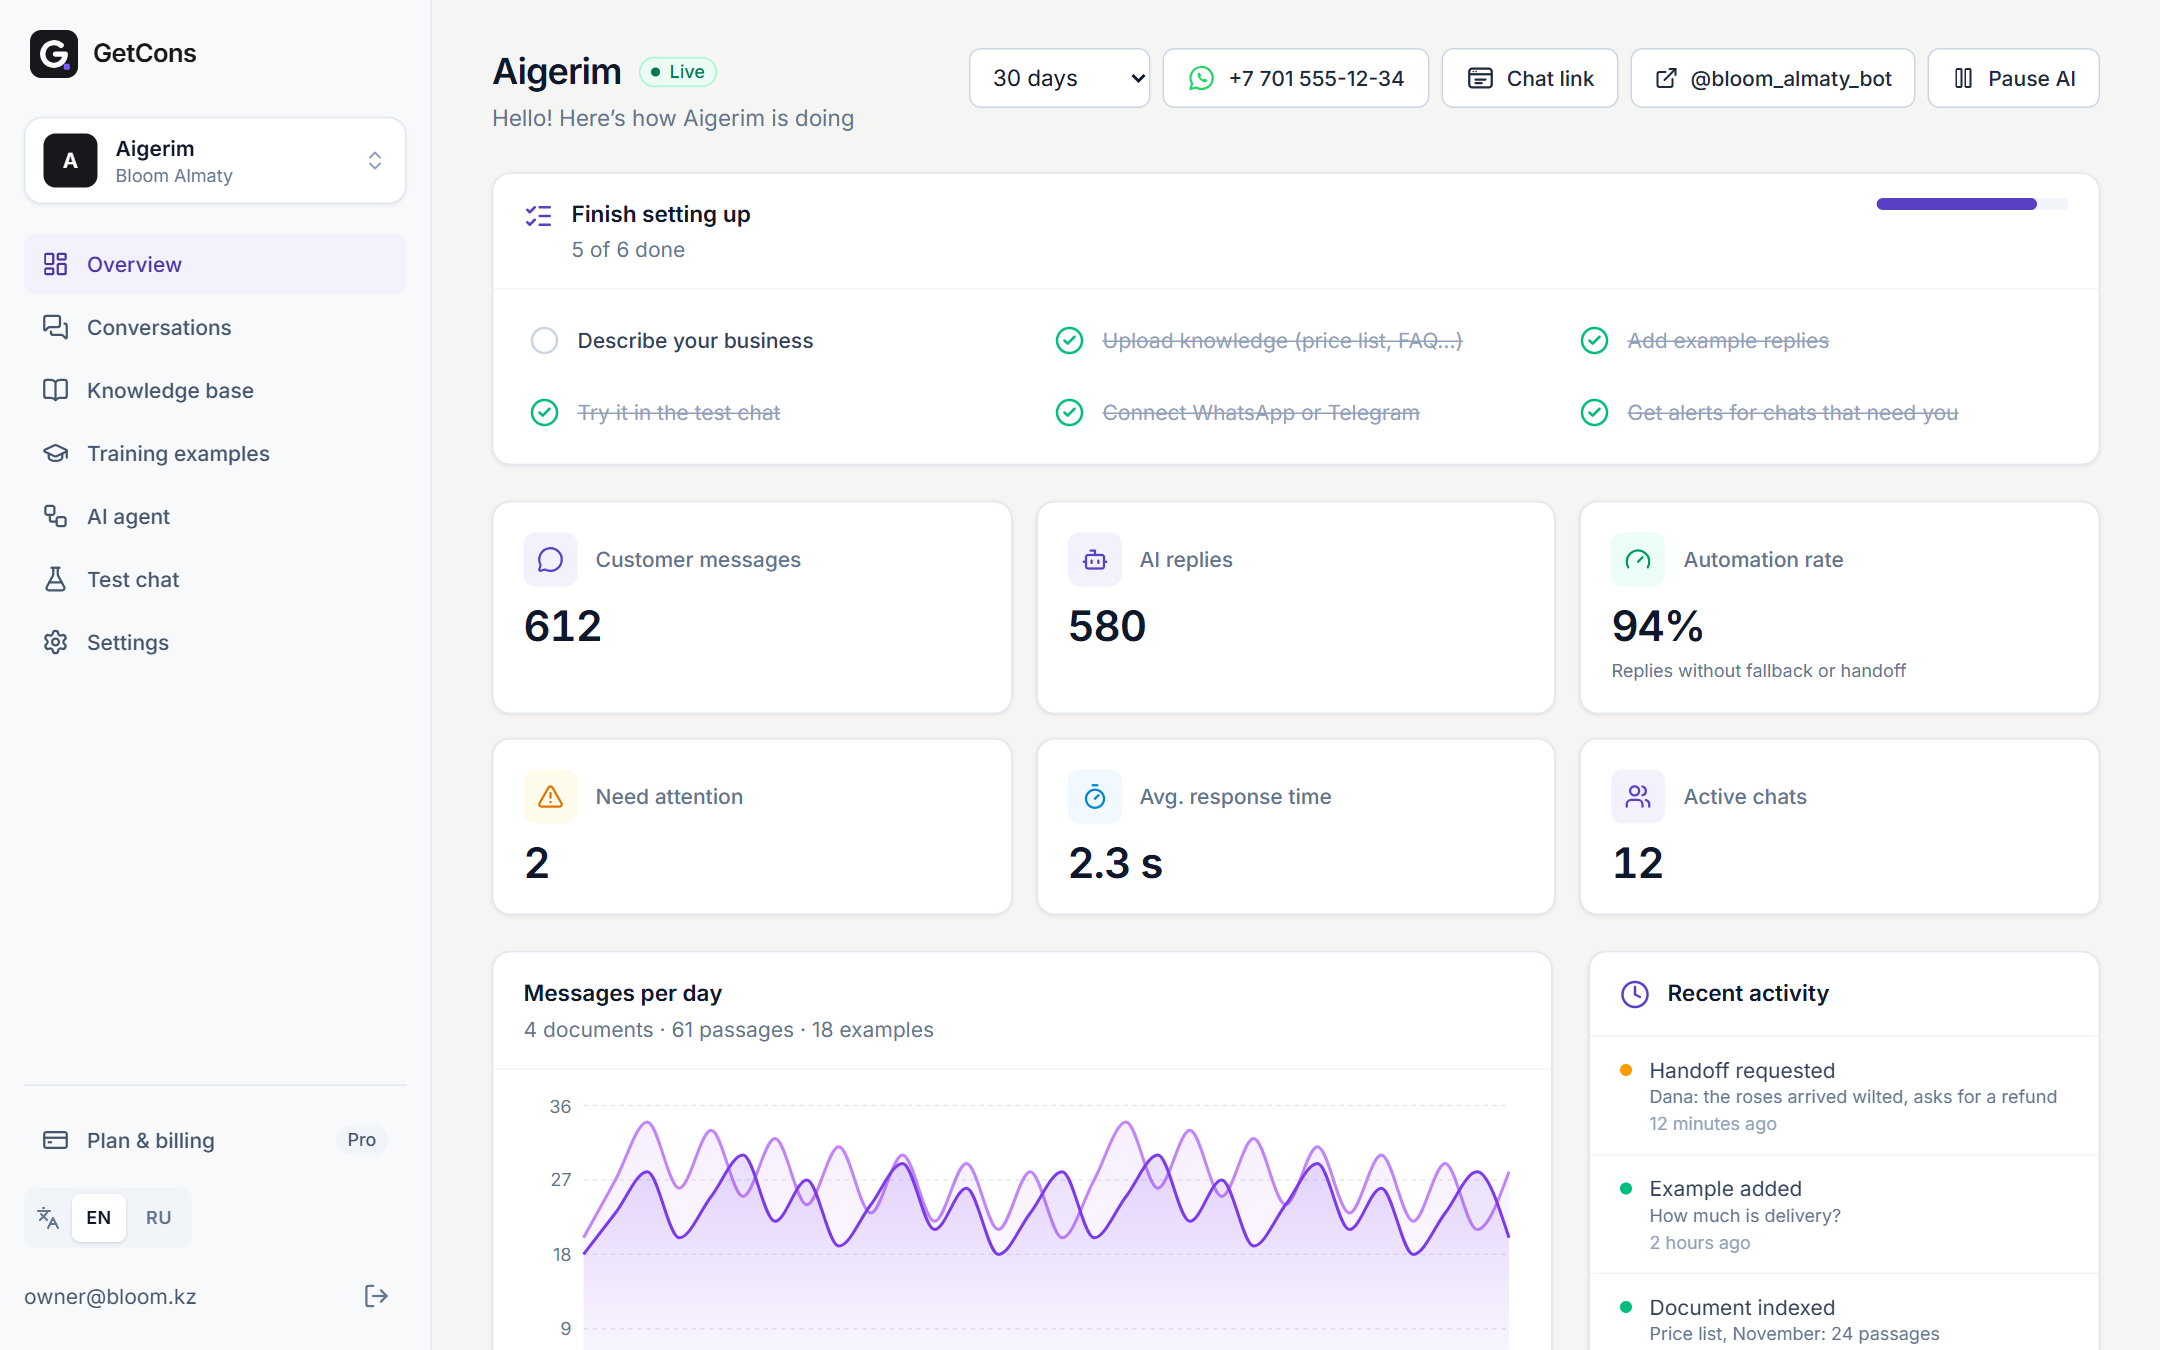 GetCons
A
Aigerim
Bloom Almaty
Overview
Conversations
Knowledge base
Training examples
AI agent
Test chat
Settings
Plan & billing
Pro
EN
RU
owner@bloom.kz
Aigerim
Live
Hello! Here’s how Aigerim is doing
30 days
+7 701 555-12-34
Chat link
@bloom_almaty_bot
Pause AI
Finish setting up
5 of 6 done
Describe your business
Upload knowledge (price list, FAQ...)
Add example replies
Try it in the test chat
Connect WhatsApp or Telegram
Get alerts for chats that need you
Customer messages
612
AI replies
580
Automation rate
94%
Replies without fallback or handoff
Need attention
2
Avg. response time
2.3 s
Active chats
12
Messages per day
4 documents · 61 passages · 18 examples
36
27
18
9
Recent activity
Handoff requested
Dana: the roses arrived wilted, asks for a refund
12 minutes ago
Example added
How much is delivery?
2 hours ago
Document indexed
Price list, November: 24 passages